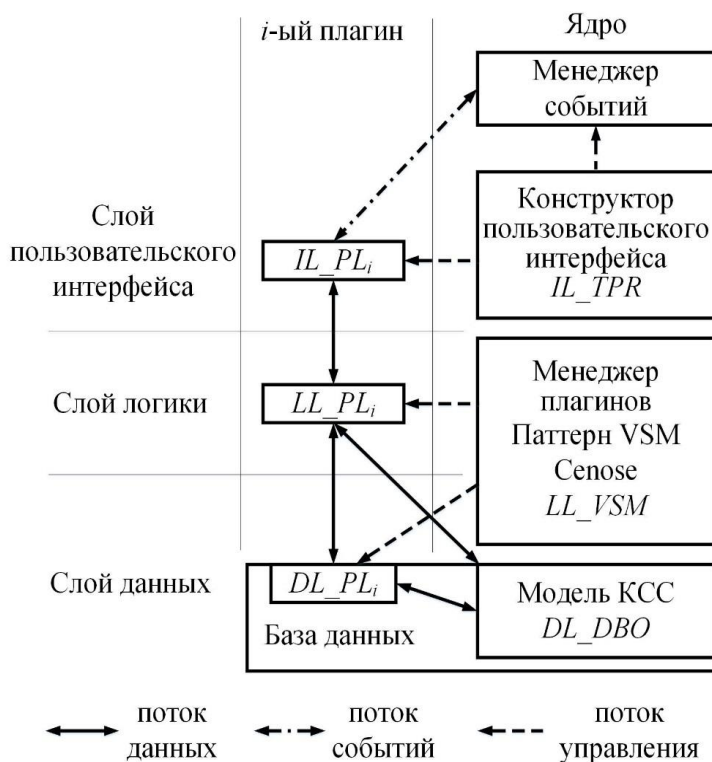 i-ый плагин
Ядро
Менеджер
событий
Слой
пользовательского
интерфейса
IL_PLi
Конструктор
пользовательского
интерфейса
IL_TPR
Слой логики
LL_PLi
Менеджер
плагинов
Паттерн VSM
Cenose
LL_VSM
Слой данных
DL_PLi
База данных
Модель КСС
DL_DBO
поток
данных
поток
событий
поток
управления